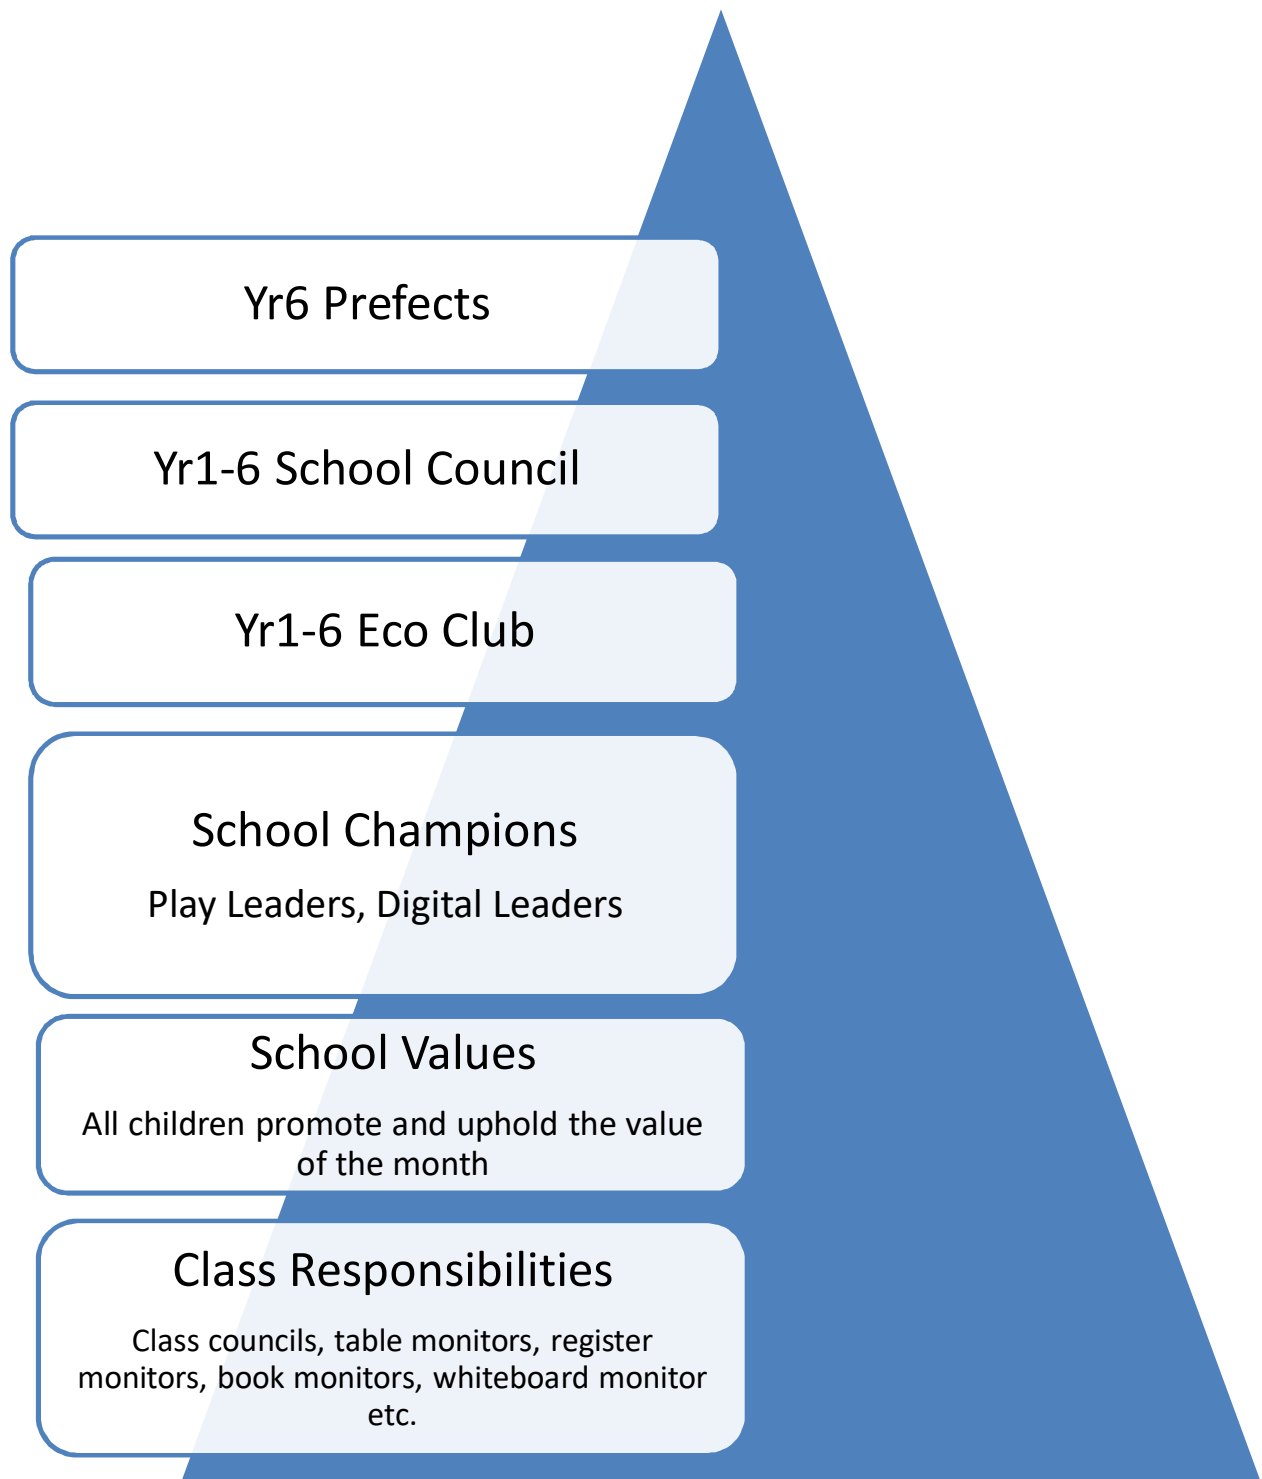 Yr6 Prefects
Yr1-6 School Council
Yr1-6 Eco Club
School Champions
Play Leaders, Digital Leaders
School Values
All children promote and uphold the value
of the month
Class Responsibilities
Class councils, table monitors, register
monitors, book monitors, whiteboard monitor
etc.